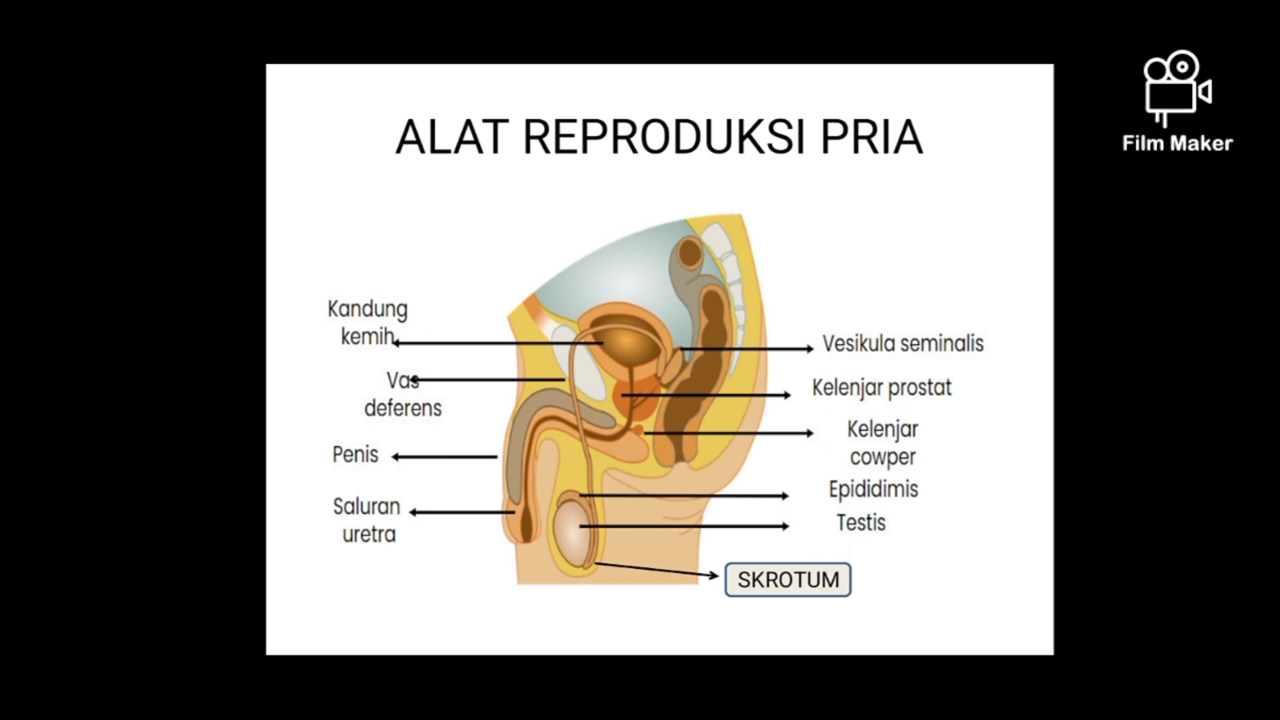 ALAT REPRODUKSI PRIA
Film Maker
Kandung
kemih
Vas
deferens
Penis
Saluran
uretra
Vesikula seminalis
Kelenjar prostat
Kelenjar
cowper
Epididimis
Testis
SKROTUM